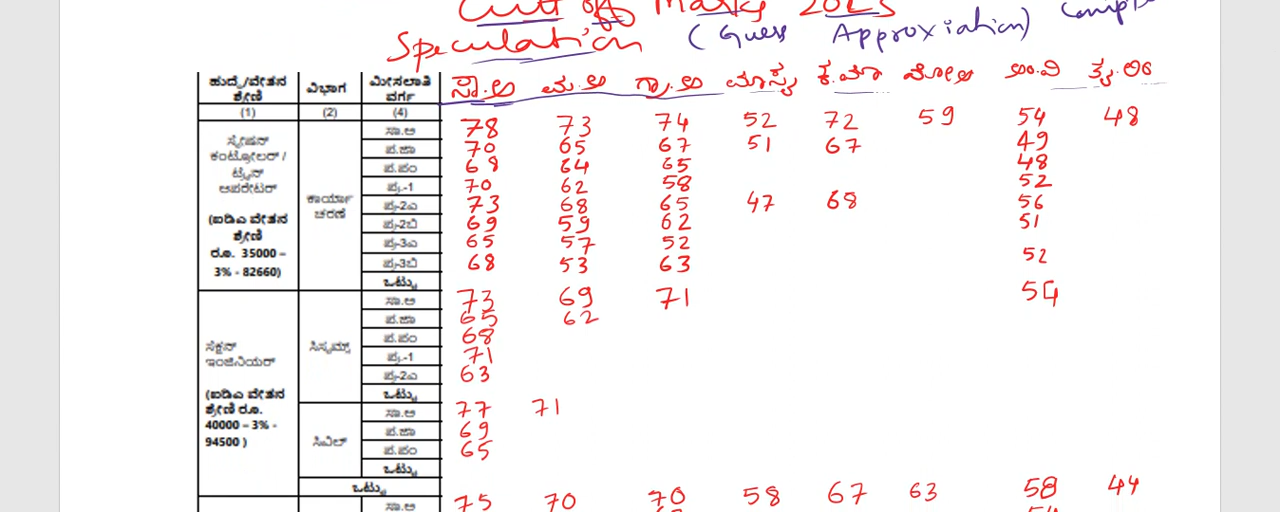 Cutt off Marks 2023
Speculation (Guess Approxiation)
ಹುದ್ದೆ/ವೇತನ ಶ್ರೇಣಿ ವಿಭಾಗ ಮೀಸಲಾತಿ ವರ್ಗ ಸಾ.ಅ ಮ.ಅ ಗ್ರಾ.ಅ ಮಾಸ್ಯ ಕ.ಮಾ ಯೋಅ ಅಂ.ವಿ ತೃ.ಲಿಂ
(1) (2) (4)
ಸ್ಟೇಷನ್ ಕಂಟ್ರೋಲರ್ / ಟ್ರೈನ್ ಆಪರೇಟರ್
(ಐಡಿಎ ವೇತನ ಶ್ರೇಣಿ ರೂ. 35000 – 3% - 82660)
ಕಾರ್ಯಾಚರಣೆ
ಸಾ.ಅ 78 73 74 52 72 59 54 48
ಪ.ಜಾ 70 65 67 51 67 49
ಪ.ಪಂ 68 64 65 48
ಪ್ರ.-1 70 62 58 52
ಪ್ರ-2ಎ 73 68 65 47 68 56
ಪ್ರ-2ಬಿ 69 59 62 51
ಪ್ರ-3ಎ 65 57 52
ಪ್ರ-3ಬಿ 68 53 63 52
ಒಟ್ಟು
ಸೆಕ್ಷನ್ ಇಂಜಿನಿಯರ್
(ಐಡಿಎ ವೇತನ ಶ್ರೇಣಿ ರೂ. 40000 – 3% - 94500 )
ಸಿಸ್ಟಮ್ಸ್
ಸಾ.ಅ 73 69 71 54
ಪ.ಜಾ 65 62
ಪ.ಪಂ 68
ಪ್ರ.-1 71
ಪ್ರ-2ಎ 63
ಒಟ್ಟು
ಸಿವಿಲ್
ಸಾ.ಅ 77 71
ಪ.ಜಾ 69
ಪ.ಪಂ 65
ಒಟ್ಟು
ಒಟ್ಟು
ಸಾ.ಅ 75 70 70 58 67 63 58 44